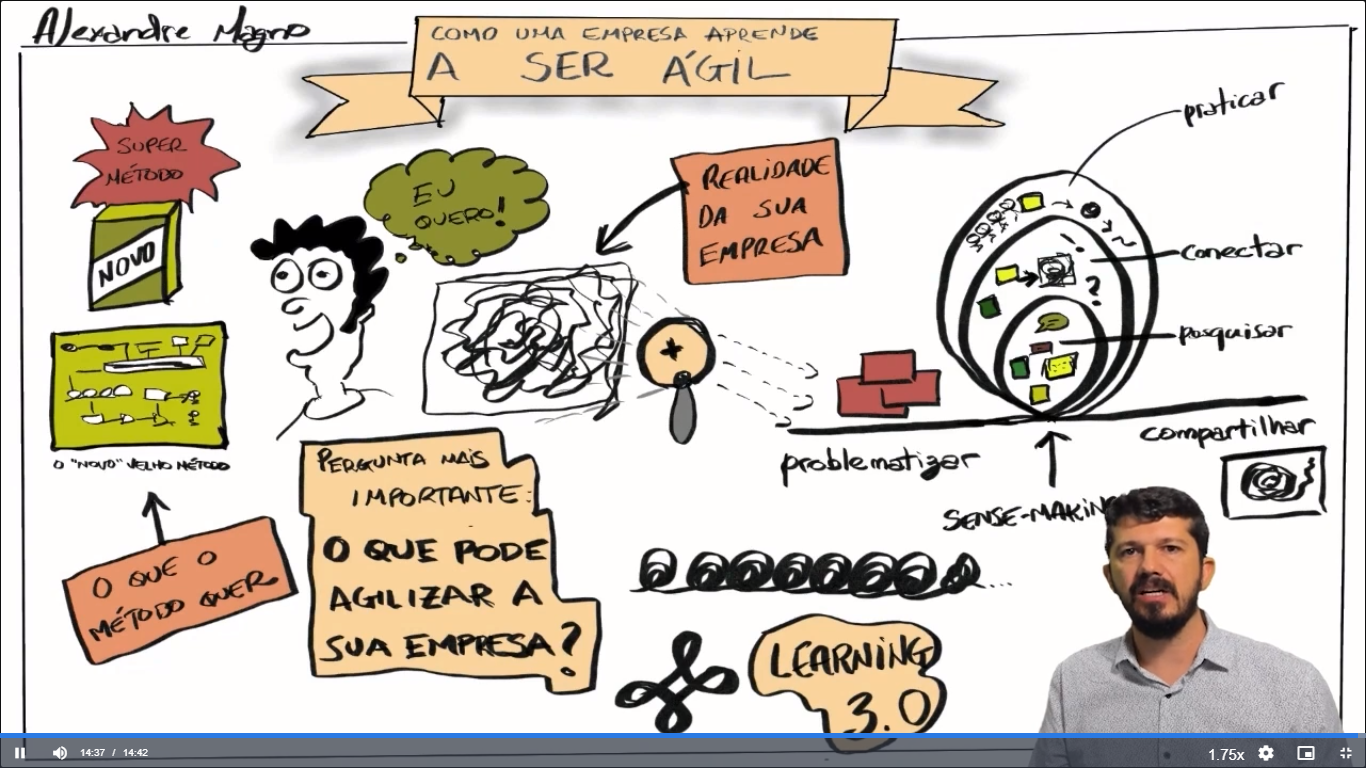 Alexandre Magno
COMO UMA EMPRESA APRENDE
A SER ÁGIL
SUPER
MÉTODO
NOVO
O "NOVO" VELHO MÉTODO
O QUE O
MÉTODO QUER
EU
QUERO!
REALIDADE
DA SUA
EMPRESA
PERGUNTA MAIS
IMPORTANTE:
O QUE PODE
AGILIZAR A
SUA EMPRESA?
praticar
conectar
?
pesquisar
problematizar
compartilhar
SENSE-MAKING
...
LEARNING
3.0
14:37 / 14:42
1.75x